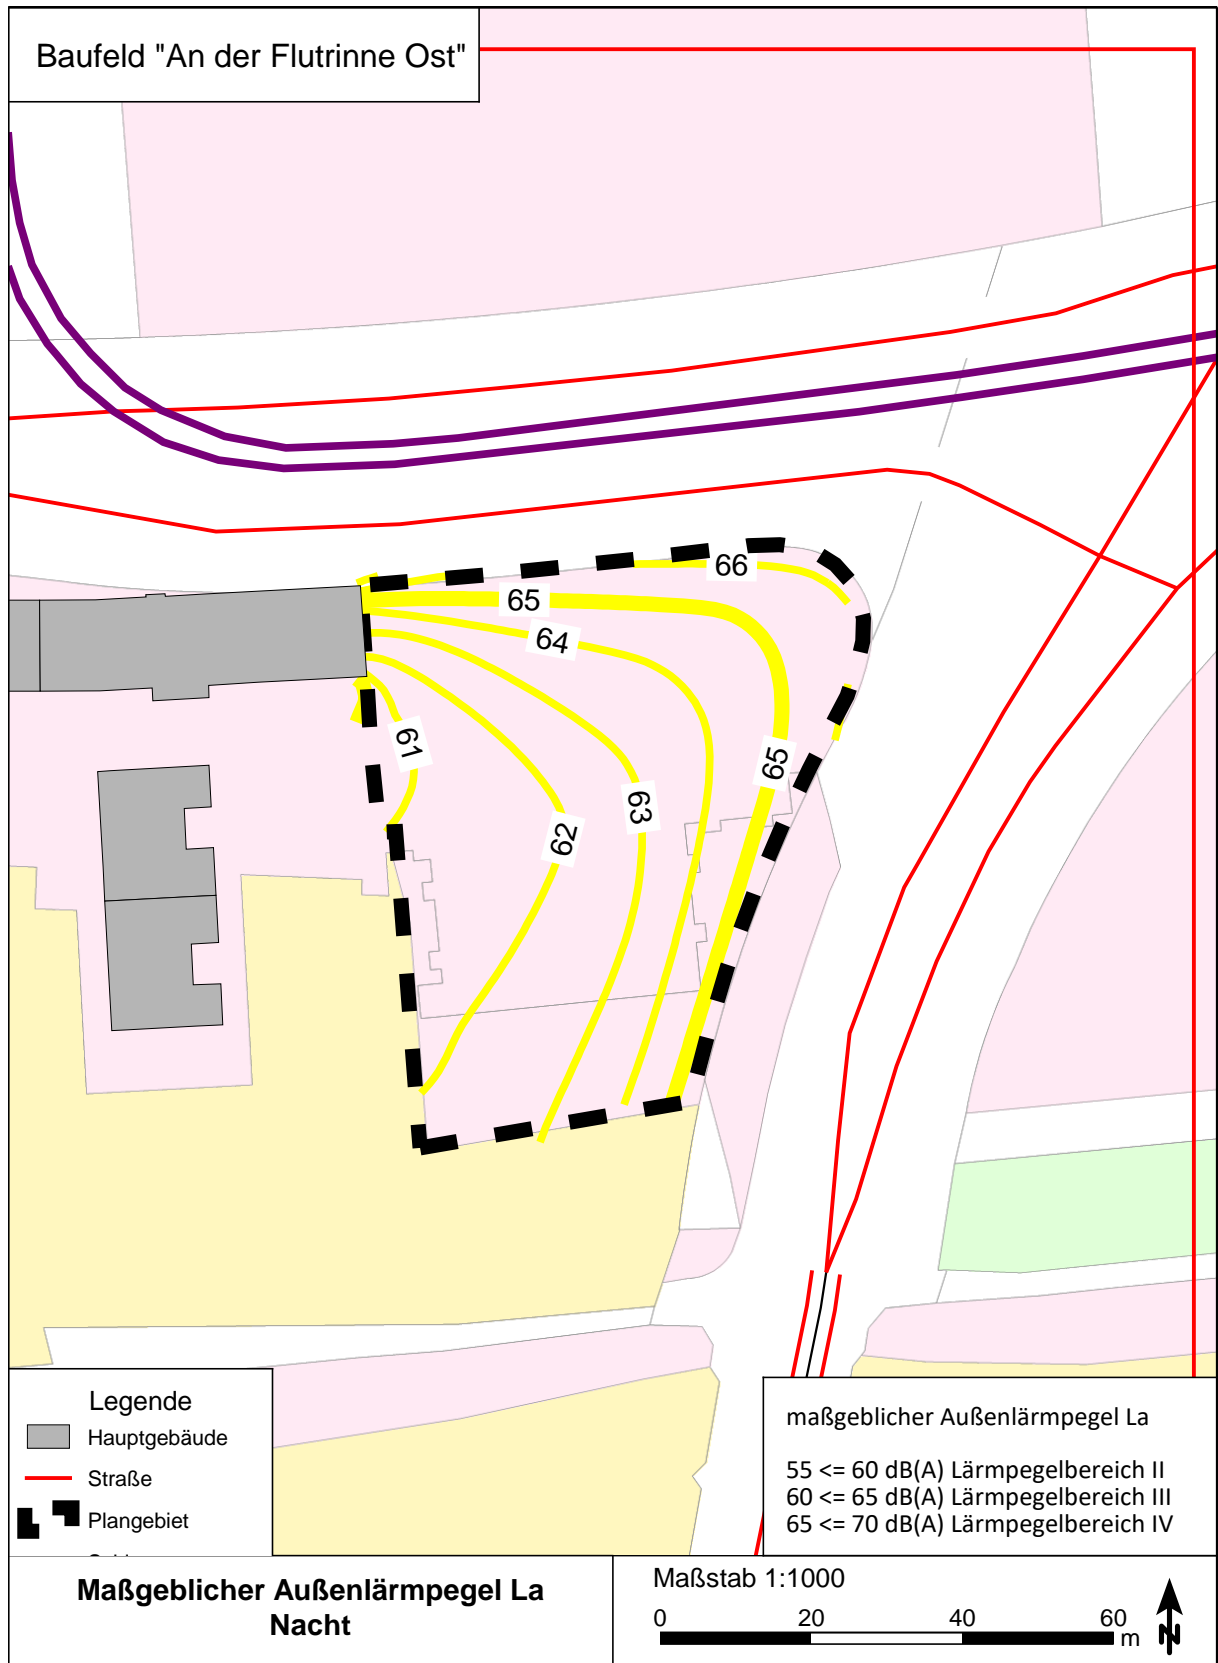 Baufeld "An der Flutrinne Ost"
66
65
64
61
65
63
62
Legende
Hauptgebäude
Straße
Plangebiet
maßgeblicher Außenlärmpegel La
55 <= 60 dB(A) Lärmpegelbereich II
60 <= 65 dB(A) Lärmpegelbereich III
65 <= 70 dB(A) Lärmpegelbereich IV
Maßgeblicher Außenlärmpegel La
Nacht
Maßstab 1:1000
0 20 40 60
m
N